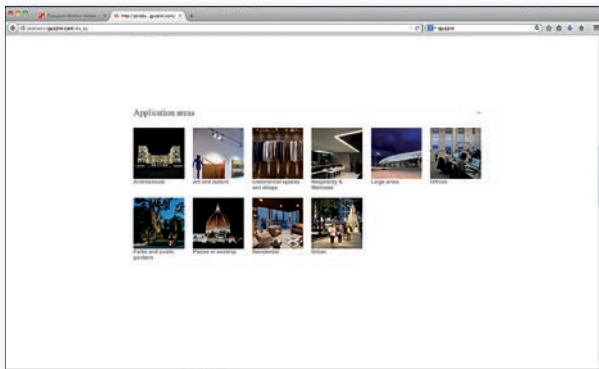 Application areas
Architectural
Art and culture
Commercial spaces
and shops
Hospitality &
Wellness
Large areas
Offices
Parks and public
gardens
Places of worship
Residential
Urban